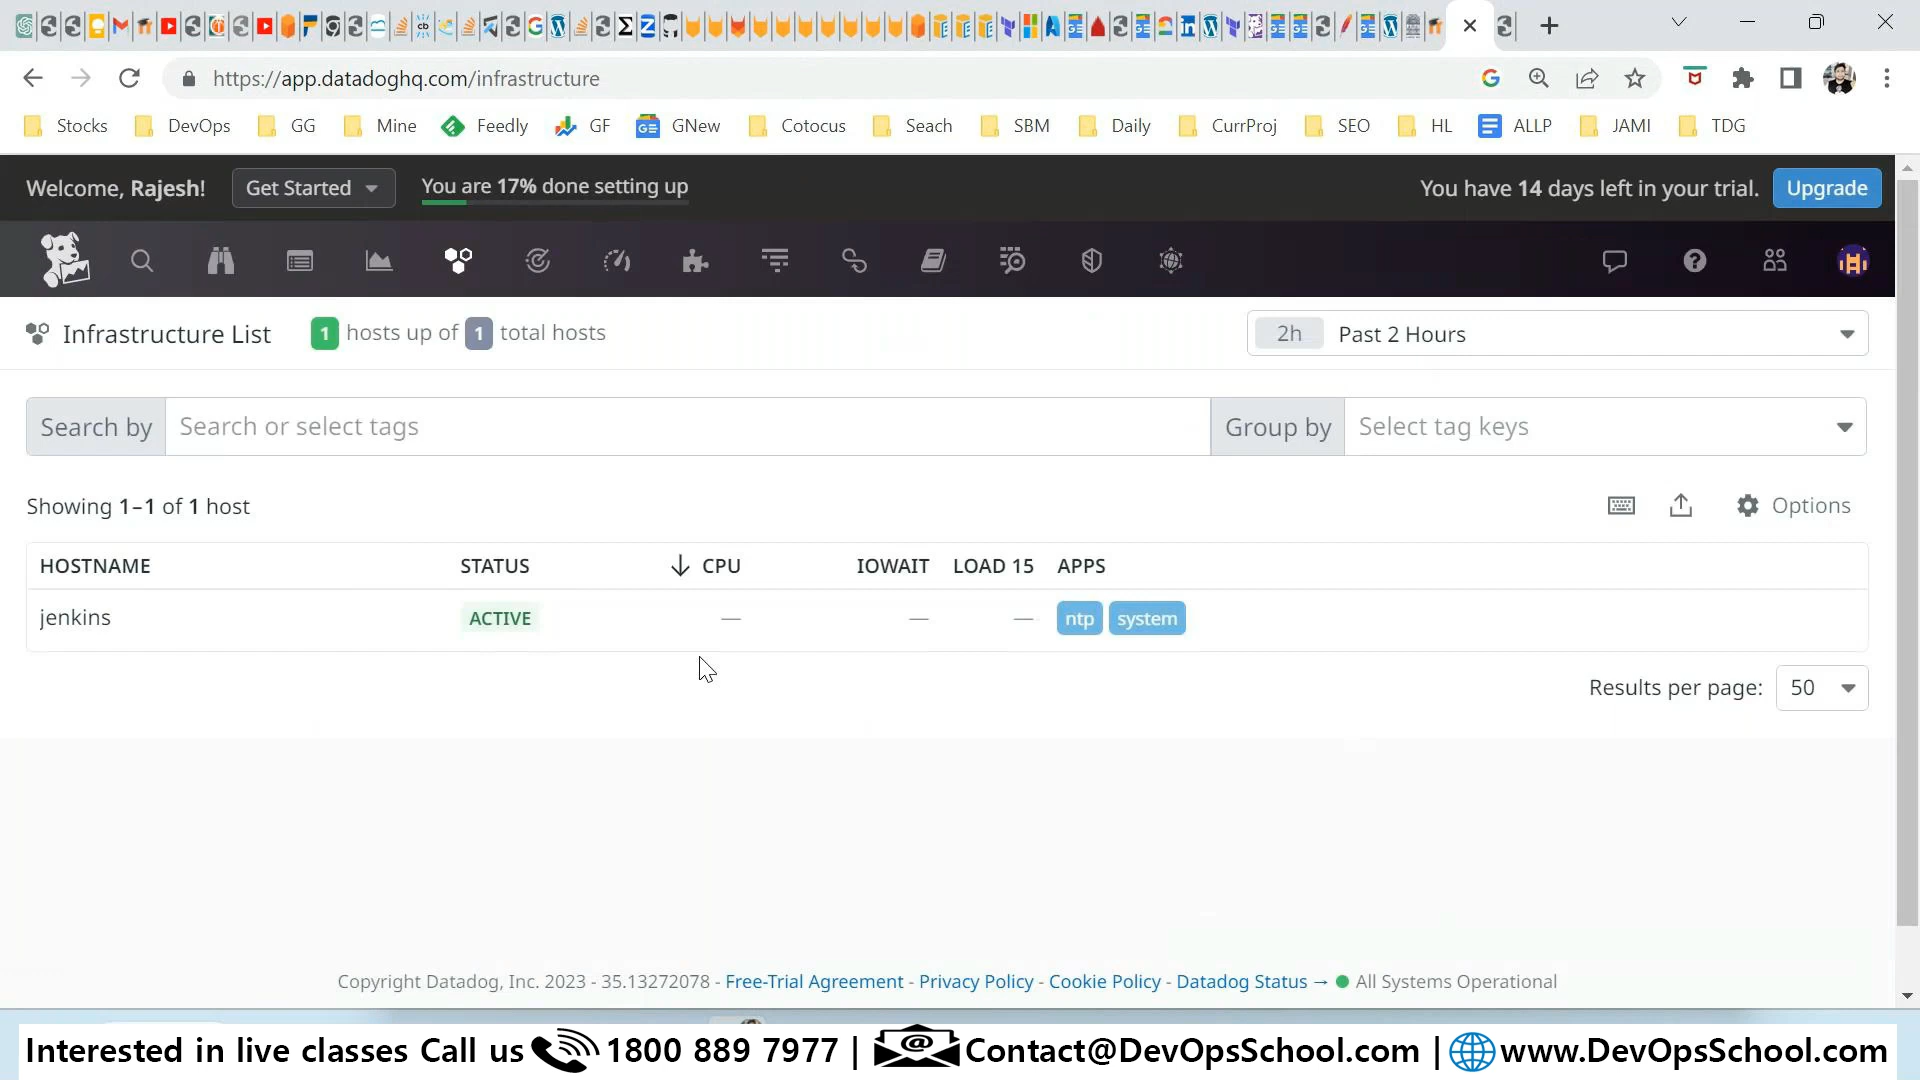 https://app.datadoghq.com/infrastructure
Stocks DevOps GG Mine Feedly GF GNew Cotocus Seach SBM Daily CurrProj SEO HL ALLP JAMI TDG
Welcome, Rajesh! Get Started You are 17% done setting up You have 14 days left in your trial. Upgrade
Infrastructure List 1 hosts up of 1 total hosts 2h Past 2 Hours
Search by Search or select tags Group by Select tag keys
Showing 1–1 of 1 host Options
HOSTNAME STATUS CPU IOWAIT LOAD 15 APPS
jenkins ACTIVE — — — ntp system
Results per page: 50
Copyright Datadog, Inc. 2023 - 35.13272078 - Free-Trial Agreement - Privacy Policy - Cookie Policy - Datadog Status → All Systems Operational
Interested in live classes Call us 1800 889 7977 | Contact@DevOpsSchool.com | www.DevOpsSchool.com